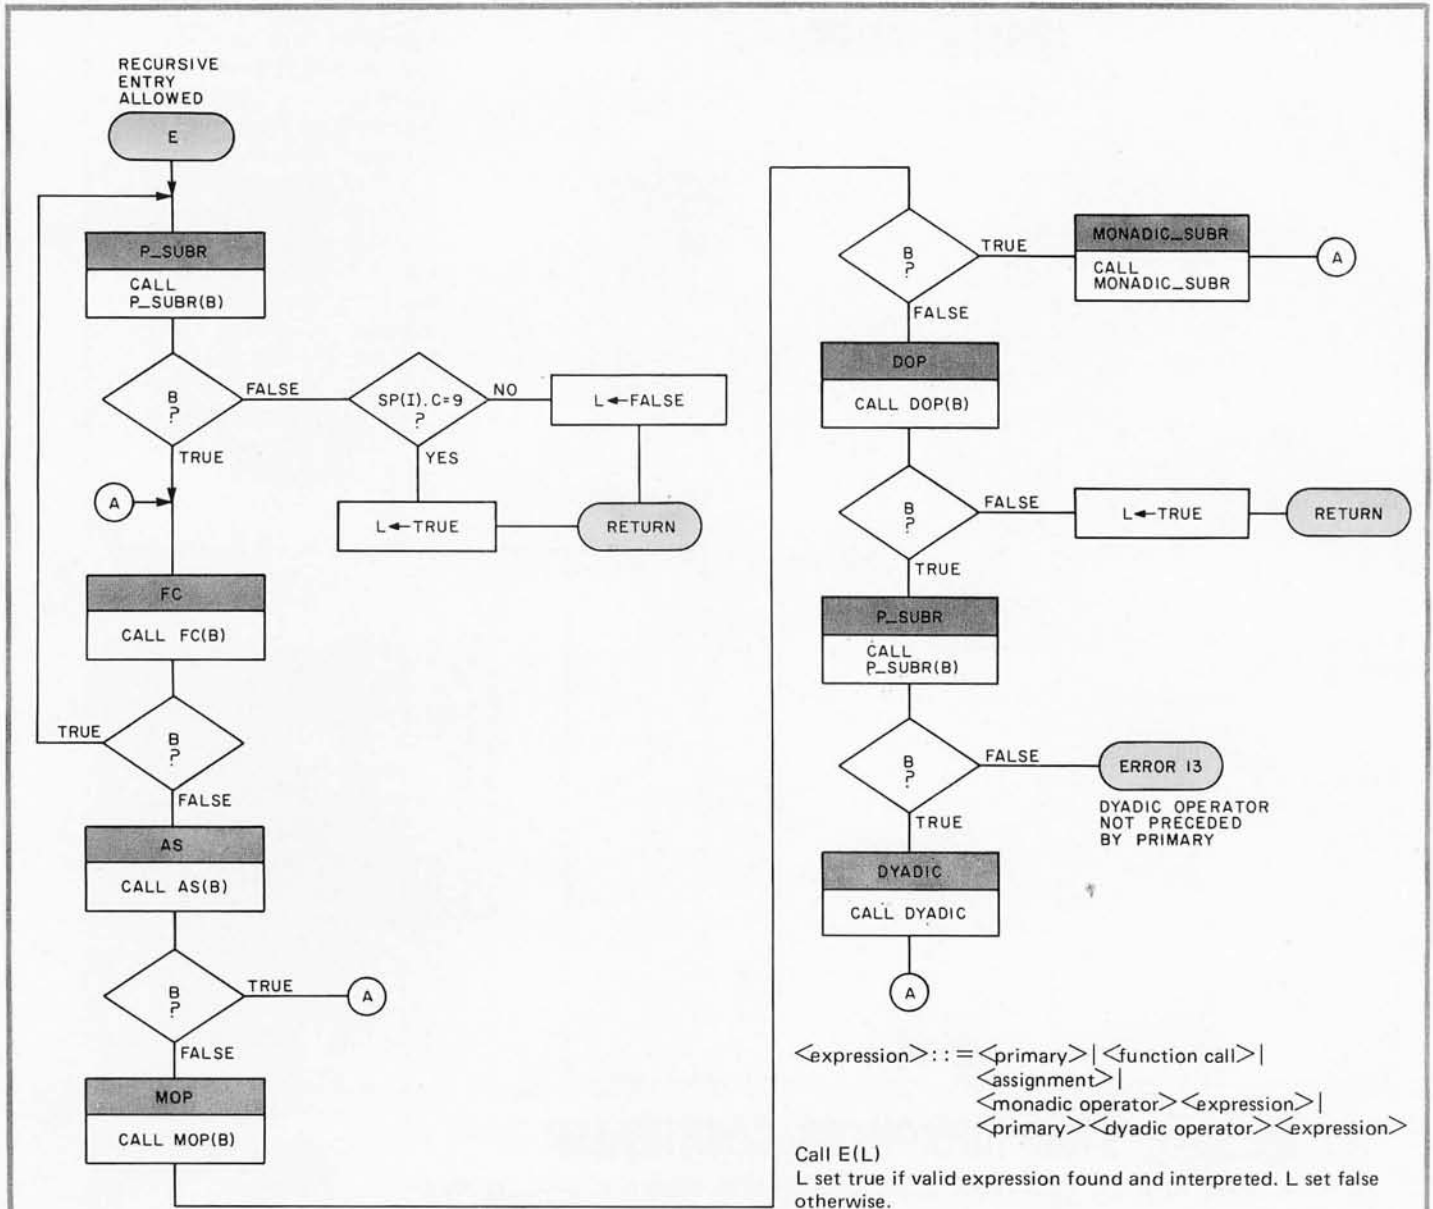 RECURSIVE
ENTRY
ALLOWED
E
P_SUBR
CALL
P_SUBR(B)
B
?
FALSE
SP(I).C=9
?
NO
L←FALSE
TRUE
YES
A
L←TRUE
RETURN
FC
CALL FC(B)
TRUE
B
?
FALSE
AS
CALL AS(B)
B
?
TRUE
A
FALSE
MOP
CALL MOP(B)
B
?
TRUE
MONADIC_SUBR
CALL
MONADIC_SUBR
A
FALSE
DOP
CALL DOP(B)
B
?
FALSE
L←TRUE
RETURN
TRUE
P_SUBR
CALL
P_SUBR(B)
B
?
FALSE
ERROR 13
DYADIC OPERATOR
NOT PRECEDED
BY PRIMARY
TRUE
DYADIC
CALL DYADIC
A
<expression>::=<primary>|<function call>|
<assignment>|
<monadic operator><expression>|
<primary><dyadic operator><expression>
Call E(L)
L set true if valid expression found and interpreted. L set false
otherwise.